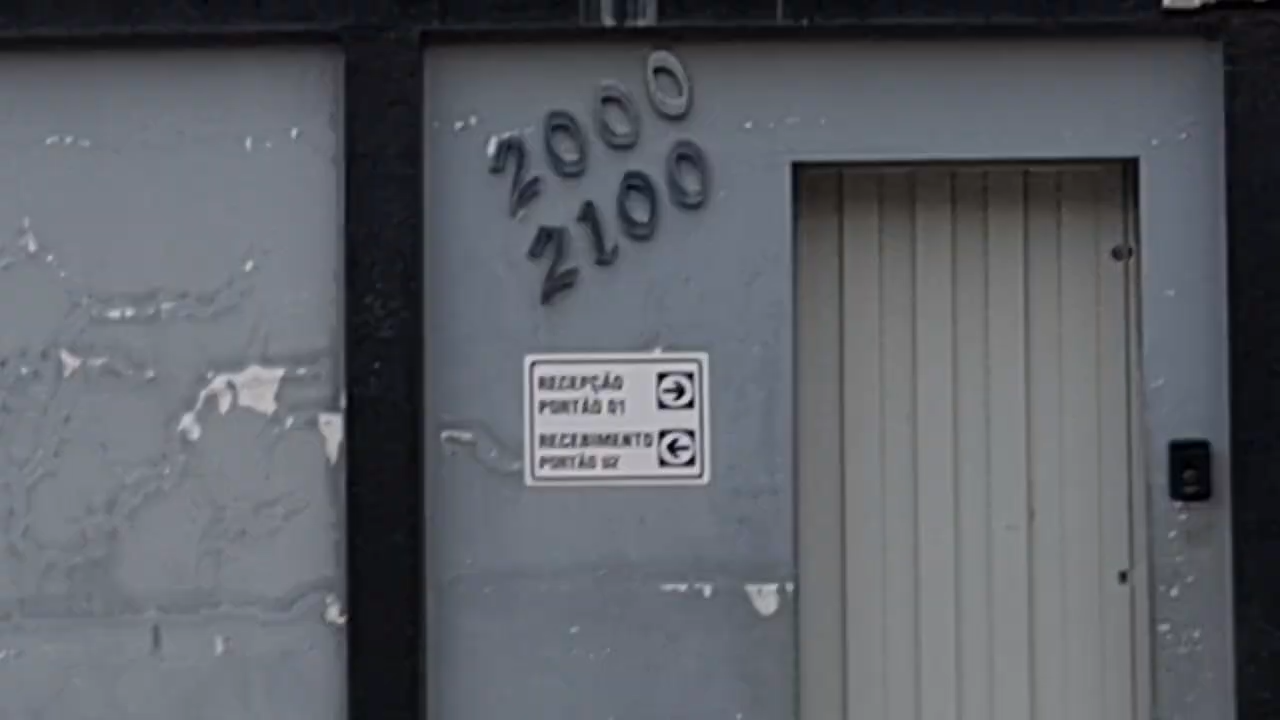 2000
2100
RECEPÇÃO
PORTÃO 01
RECEBIMENTO
PORTÃO 02